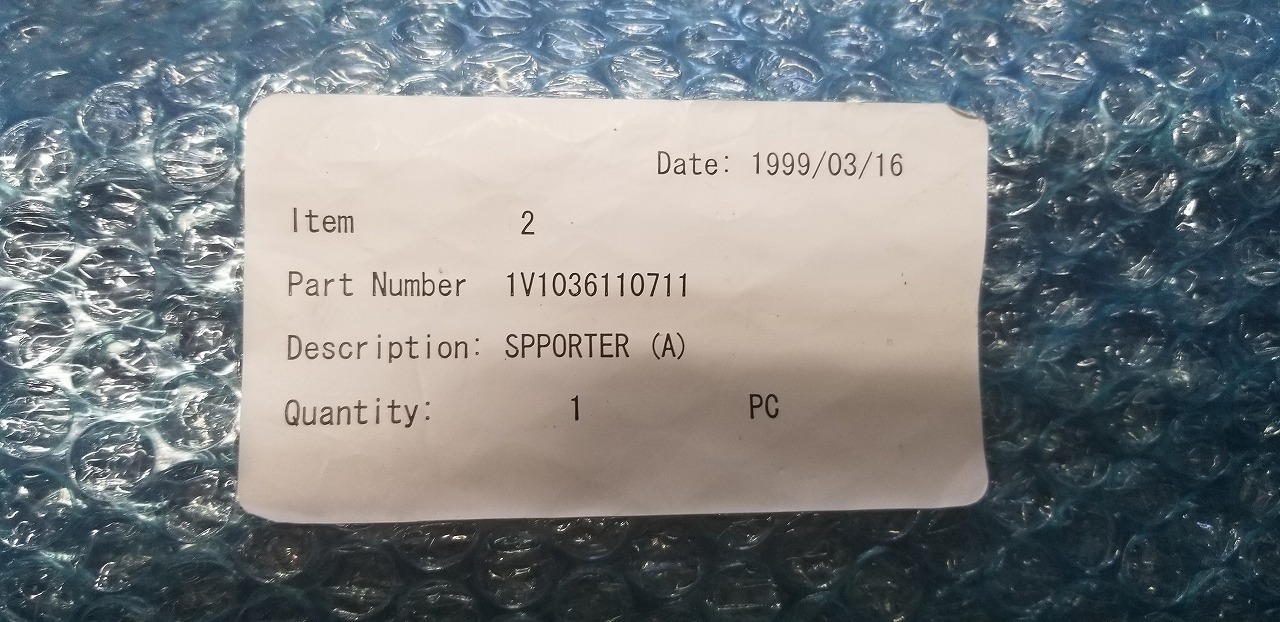 Date: 1999/03/16
Item 2
Part Number 1V1036110711
Description: SPPORTER (A)
Quantity: 1 PC